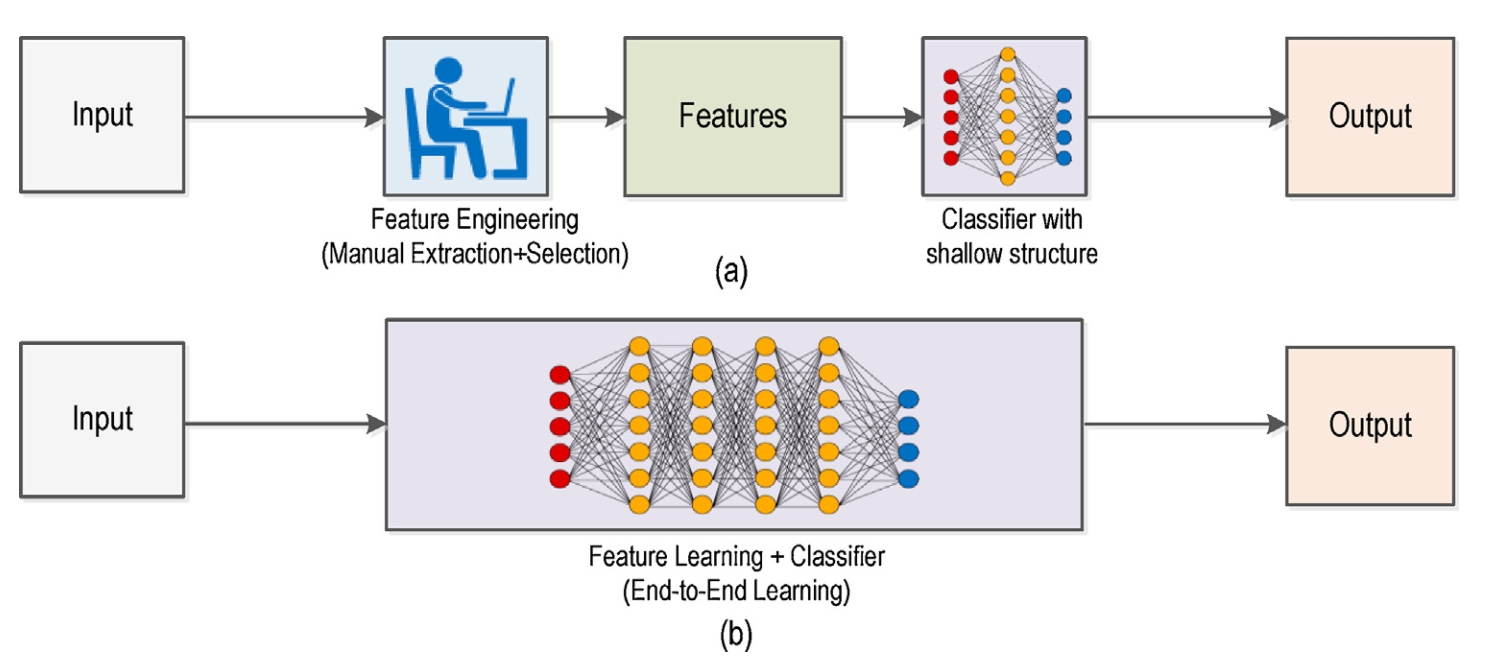 Input
Features
Output
Feature Engineering
(Manual Extraction+Selection)
Classifier with
shallow structure
(a)
Input
Output
Feature Learning + Classifier
(End-to-End Learning)
(b)